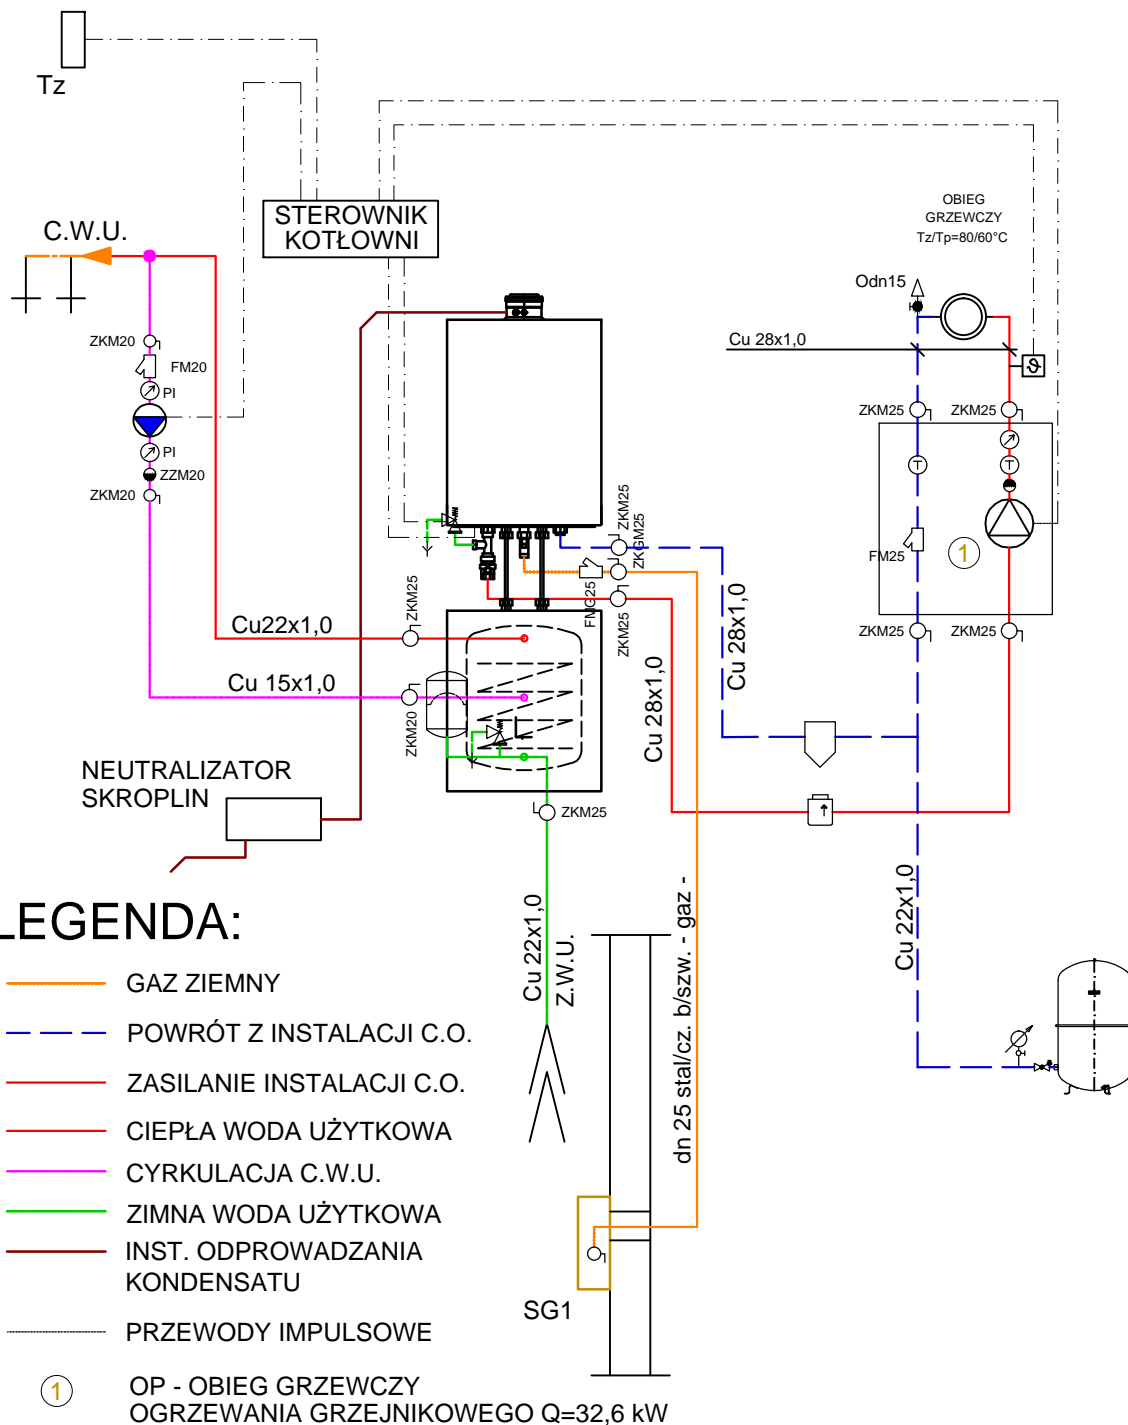 Tz
STEROWNIK
KOTŁOWNI
C.W.U.
OBIEG
GRZEWCZY
Tz/Tp=80/60°C
Odn15
Cu 28x1,0
ZKM20
FM20
PI
PI
ZZM20
ZKM20
ZKM25
ZKM25
T
T
FM25
1
ZKM25
ZKM25
ZKM25
ZKGM25
FMG25
ZKM25
ZKM25
Cu22x1,0
Cu 15x1,0
ZKM20
Cu 28x1,0
Cu 28x1,0
NEUTRALIZATOR
SKROPLIN
ZKM25
Cu 22x1,0
Z.W.U.
dn 25 stal/cz. b/szw. - gaz -
Cu 22x1,0
LEGENDA:
GAZ ZIEMNY
POWRÓT Z INSTALACJI C.O.
ZASILANIE INSTALACJI C.O.
CIEPŁA WODA UŻYTKOWA
CYRKULACJA C.W.U.
ZIMNA WODA UŻYTKOWA
INST. ODPROWADZANIA
KONDENSATU
PRZEWODY IMPULSOWE
SG1
1
OP - OBIEG GRZEWCZY
OGRZEWANIA GRZEJNIKOWEGO Q=32,6 kW